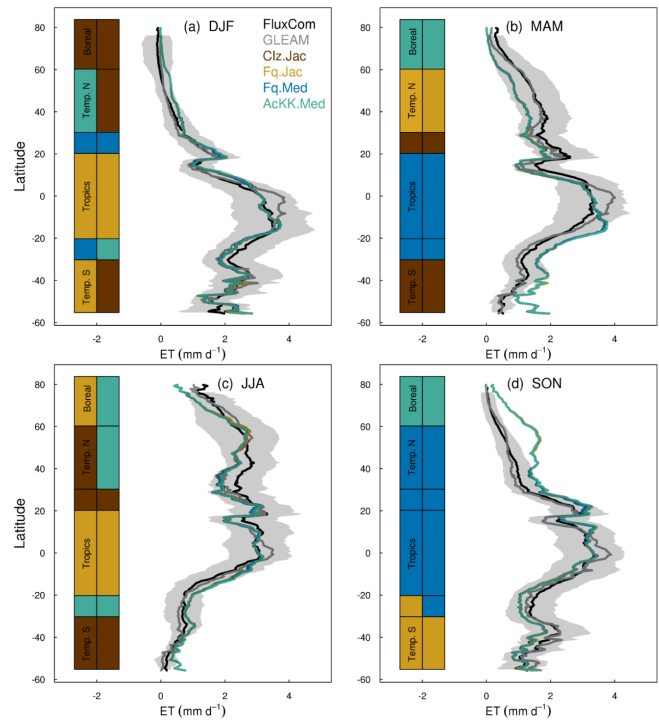 (a) DJF
FluxCom
GLEAM
Clz.Jac
Fq.Jac
Fq.Med
AcKK.Med
Boreal
Temp. N
Tropics
Temp. S
Latitude
80
60
40
20
0
-20
-40
-60
-2
0
2
4
ET (mm d⁻¹)
(b) MAM
Boreal
Temp. N
Tropics
Temp. S
80
60
40
20
0
-20
-40
-60
-2
0
2
4
ET (mm d⁻¹)
(c) JJA
Boreal
Temp. N
Tropics
Temp. S
Latitude
80
60
40
20
0
-20
-40
-60
-2
0
2
4
ET (mm d⁻¹)
(d) SON
Boreal
Temp. N
Tropics
Temp. S
80
60
40
20
0
-20
-40
-60
-2
0
2
4
ET (mm d⁻¹)